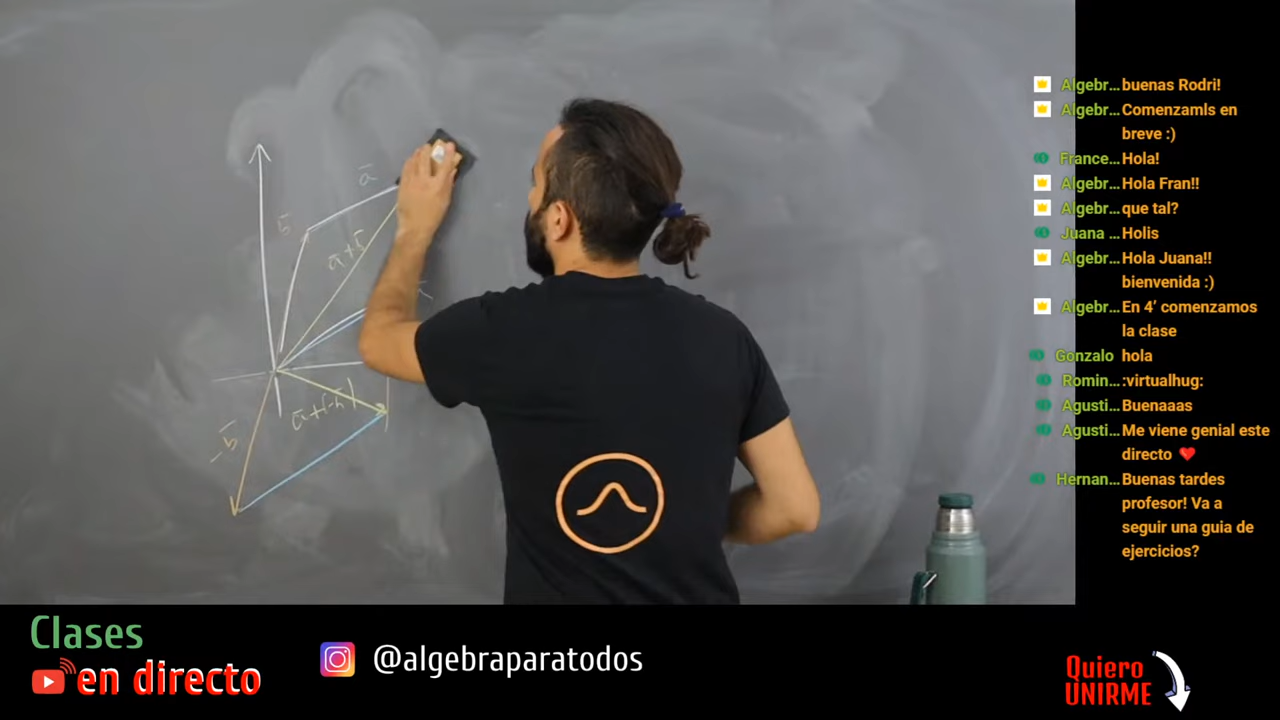 ā
b̄
ā+b̄
ā+(-b̄)
-b̄
Algebr... buenas Rodri!
Algebr... Comenzamls en
breve :)
France... Hola!
Algebr... Hola Fran!!
Algebr... que tal?
Juana ... Holis
Algebr... Hola Juana!!
bienvenida :)
Algebr... En 4’ comenzamos
la clase
Gonzalo hola
Romin... :virtualhug:
Agusti... Buenaaas
Agusti... Me viene genial este
directo ❤️
Hernan... Buenas tardes
profesor! Va a
seguir una guia de
ejercicios?
Clases
en directo
@algebraparatodos
Quiero
UNIRME